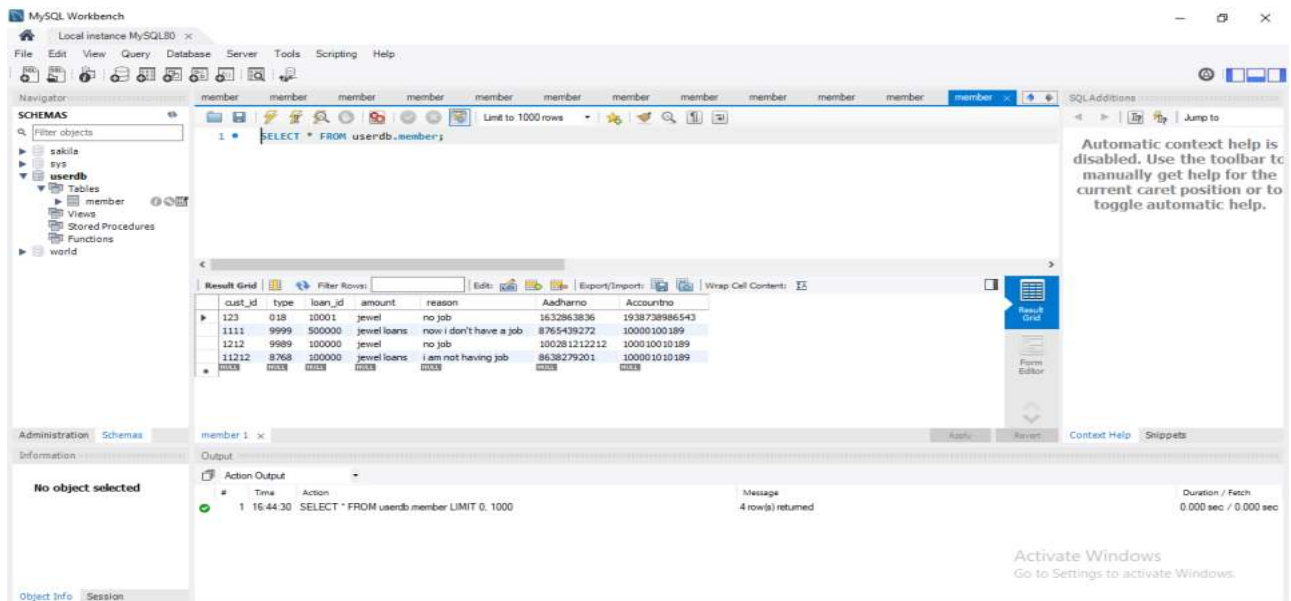 MySQL Workbench
Local instance MySQL80 ×
File Edit View Query Database Server Tools Scripting Help
Navigator
SCHEMAS
Filter objects
sakila
sys
userdb
Tables
member
Views
Stored Procedures
Functions
world
Administration Schemas
Information
No object selected
Object Info Session
member member member member member member member member member member member member ×
Limit to 1000 rows
1 SELECT * FROM userdb.member;
Result Grid Filter Rows: Edit: Export/Import: Wrap Cell Content:
cust_id type loan_id amount reason Aadharno Accountno
123 018 10001 jewel no job 1632863836 1938738986543
1111 9999 500000 jewel loans now i don't have a job 8765439272 10000100189
1212 9989 100000 jewel no job 100281212212 100010010189
11212 8768 100000 jewel loans i am not having job 8638279201 100001010189
NULL NULL NULL NULL NULL NULL NULL
Result Grid
Form Editor
member 1 ×
Apply Revert
Output
Action Output
# Time Action Message Duration / Fetch
1 16:44:30 SELECT * FROM userdb.member LIMIT 0, 1000 4 row(s) returned 0.000 sec / 0.000 sec
SQLAdditions
Jump to
Automatic context help is
disabled. Use the toolbar to
manually get help for the
current caret position or to
toggle automatic help.
Context Help Snippets
Activate Windows
Go to Settings to activate Windows.